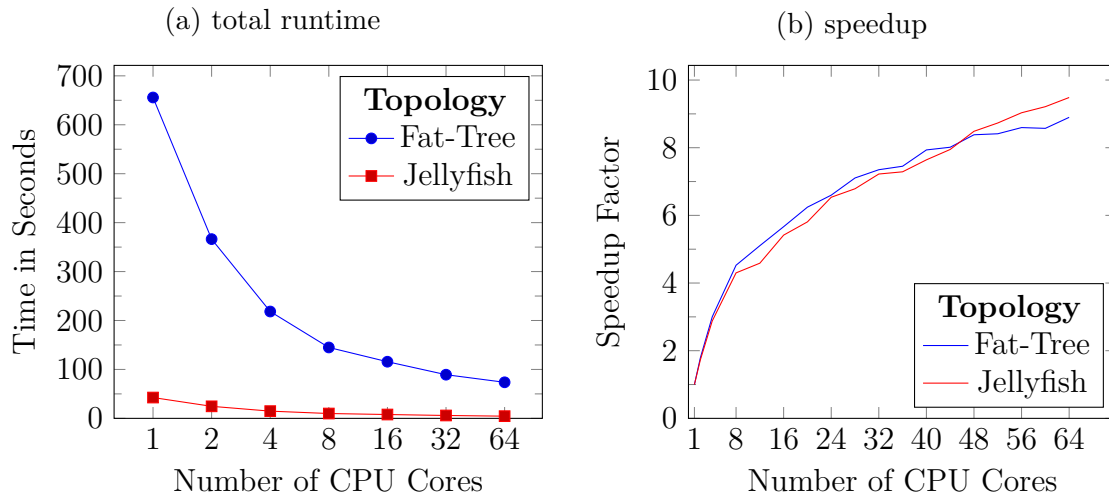 (a) total runtime
700
600
500
400
300
200
100
0
Time in Seconds
Topology
Fat-Tree
Jellyfish
1 2 4 8 16 32 64
Number of CPU Cores
(b) speedup
10
8
6
4
2
0
Speedup Factor
Topology
Fat-Tree
Jellyfish
1 8 16 24 32 40 48 56 64
Number of CPU Cores